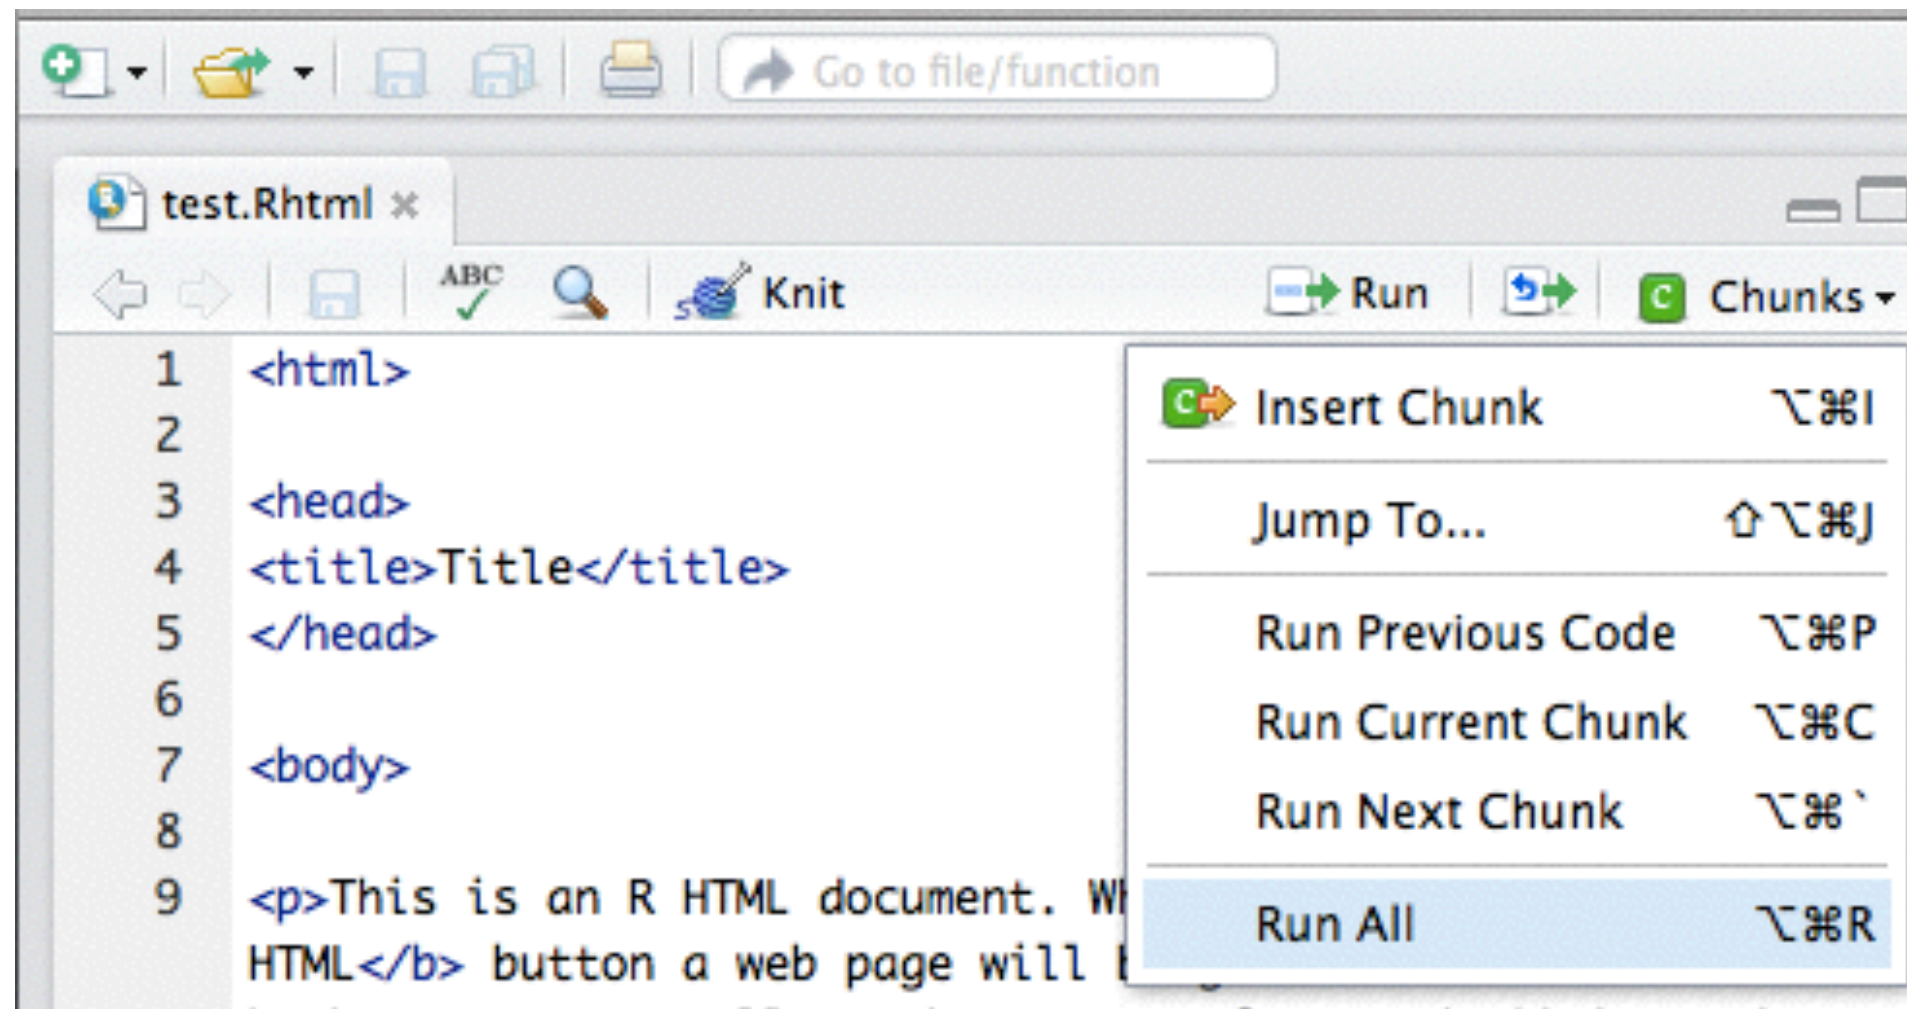 Go to file/function
test.Rhtml
ABC Knit Run C Chunks
1 <html>
2
3 <head>
4 <title>Title</title>
5 </head>
6
7 <body>
8
9 <p>This is an R HTML document.
HTML</b> button a web page will
C Insert Chunk ⌥⌘I
Jump To... ⇧⌥⌘J
Run Previous Code ⌥⌘P
Run Current Chunk ⌥⌘C
Run Next Chunk ⌥⌘`
Run All ⌥⌘R